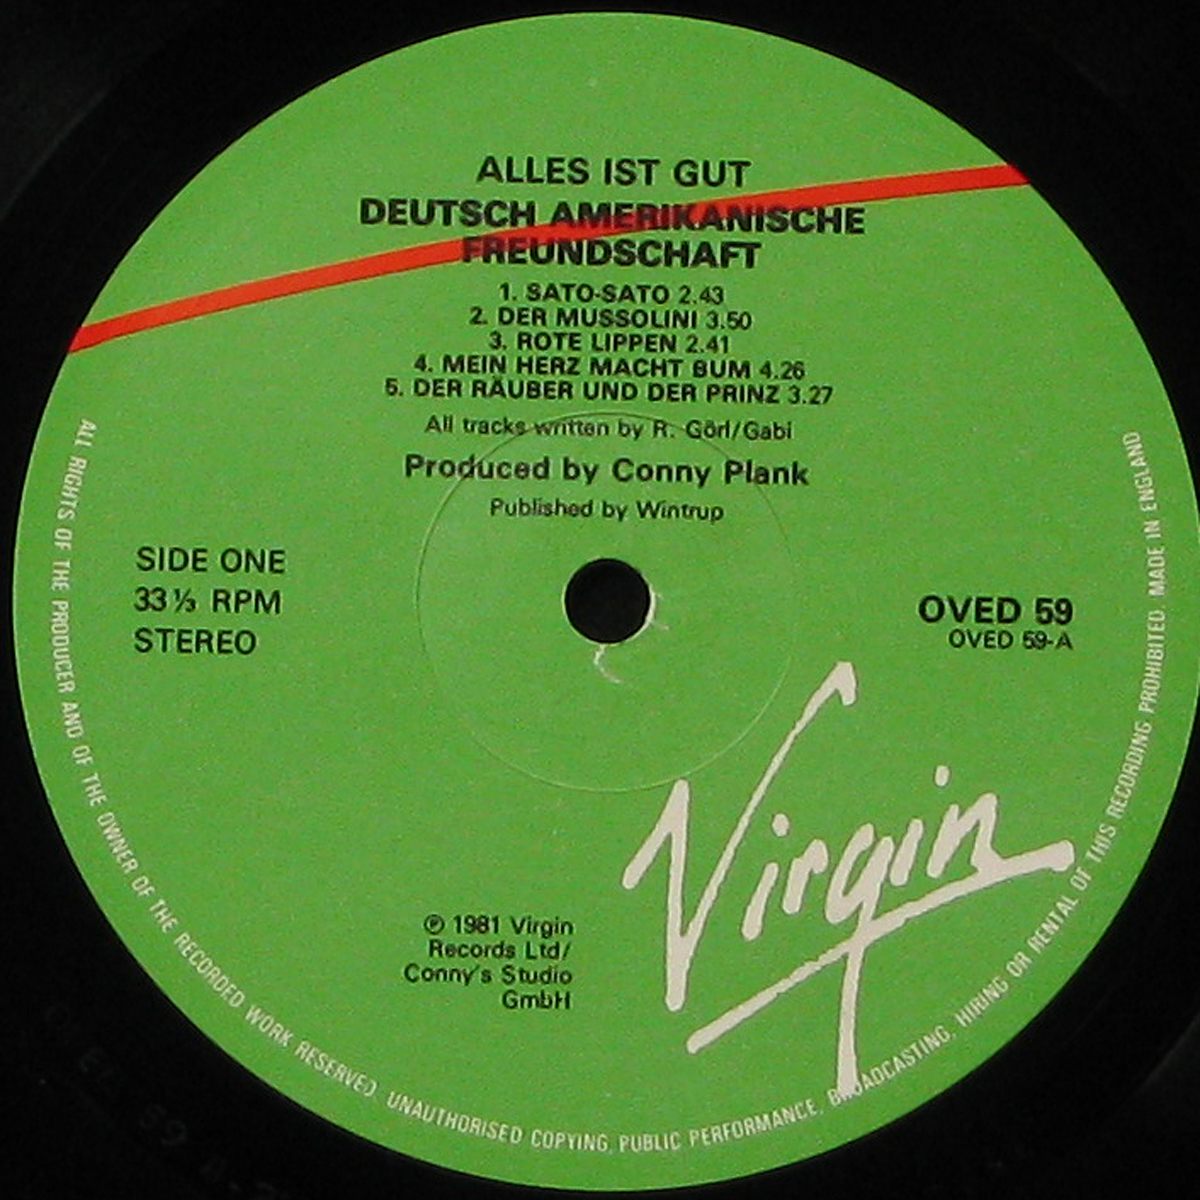 ALLES IST GUT
DEUTSCH AMERIKANISCHE
FREUNDSCHAFT
1. SATO-SATO 2.43
2. DER MUSSOLINI 3.50
3. ROTE LIPPEN 2.41
4. MEIN HERZ MACHT BUM 4.26
5. DER RÄUBER UND DER PRINZ 3.27
All tracks written by R. Görl/Gabi
Produced by Conny Plank
Published by Wintrup
SIDE ONE
33⅓ RPM
STEREO
OVED 59
OVED 59-A
Virgin
℗ 1981 Virgin
Records Ltd/
Conny's Studio
GmbH
ALL RIGHTS OF THE PRODUCER AND OF THE OWNER OF THE RECORDED WORK RESERVED. UNAUTHORISED COPYING, PUBLIC PERFORMANCE, BROADCASTING, HIRING OR RENTAL OF THIS RECORDING PROHIBITED. MADE IN ENGLAND